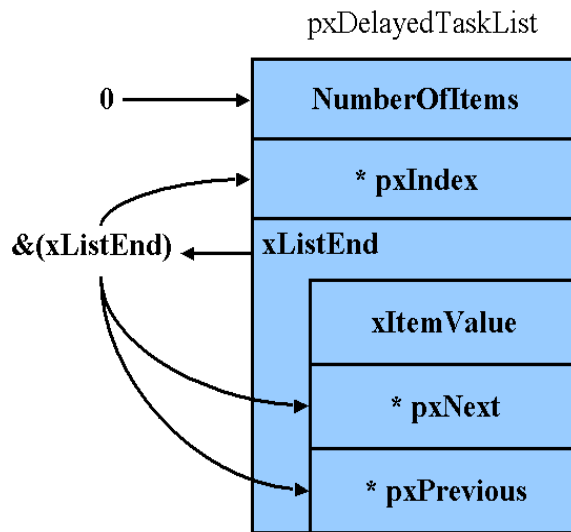 pxDelayedTaskList
0
NumberOfItems
* pxIndex
&(xListEnd)
xListEnd
xItemValue
* pxNext
* pxPrevious